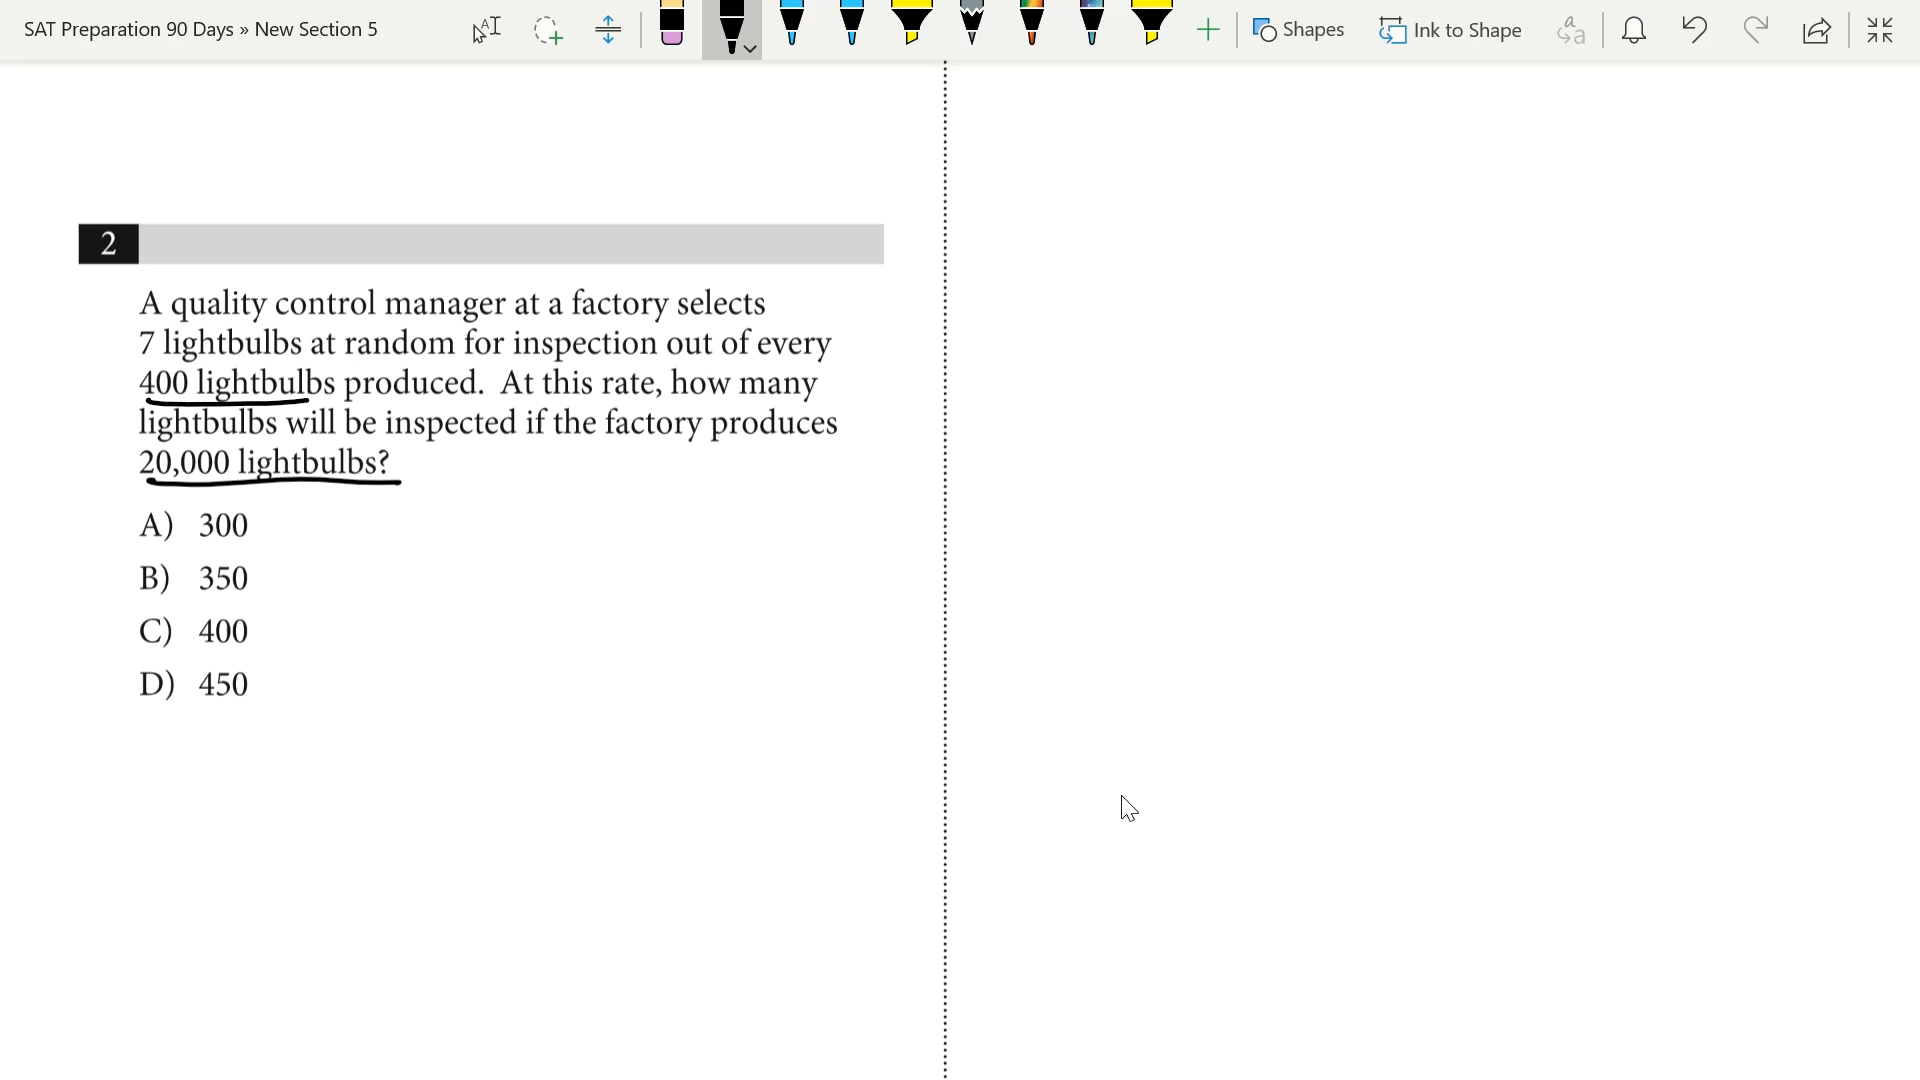 SAT Preparation 90 Days » New Section 5
Shapes
Ink to Shape
2
A quality control manager at a factory selects
7 lightbulbs at random for inspection out of every
400 lightbulbs produced. At this rate, how many
lightbulbs will be inspected if the factory produces
20,000 lightbulbs?
A) 300
B) 350
C) 400
D) 450